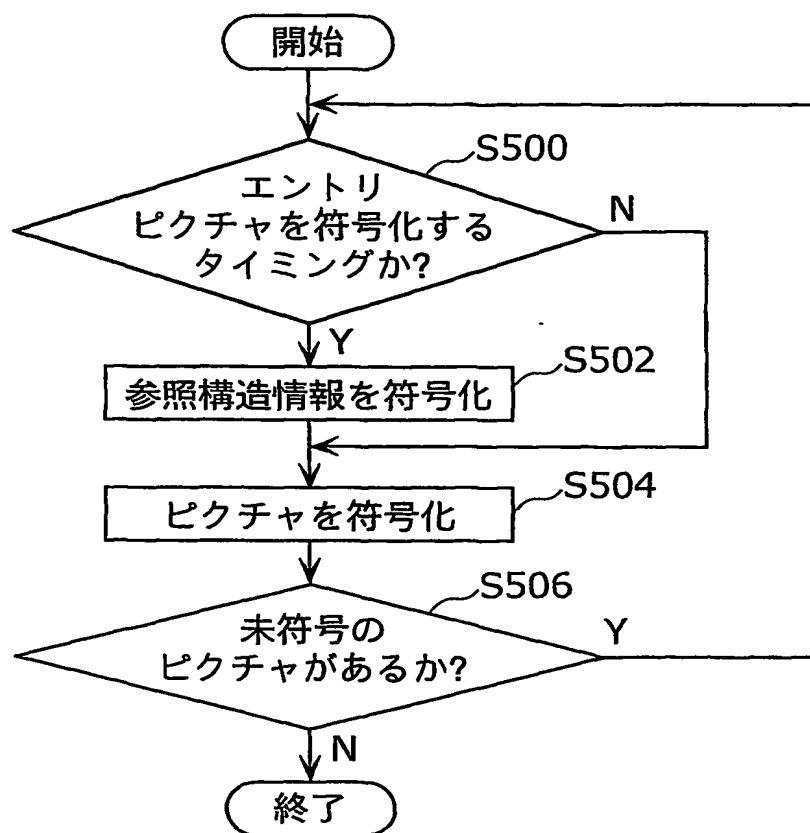 開始
S500
エントリ
ピクチャを符号化する
タイミングか?
N
Y
S502
参照構造情報を符号化
S504
ピクチャを符号化
S506
未符号の
ピクチャがあるか?
Y
N
終了